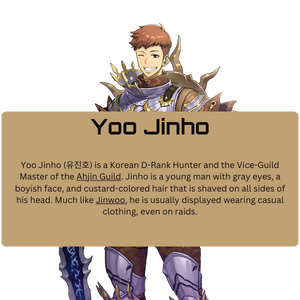 Yoo Jinho
Yoo Jinho (유진호) is a Korean D-Rank Hunter and the Vice-Guild
Master of the Ahjin Guild. Jinho is a young man with gray eyes, a
boyish face, and custard-colored hair that is shaved on all sides of
his head. Much like Jinwoo, he is usually displayed wearing casual
clothing, even on raids.